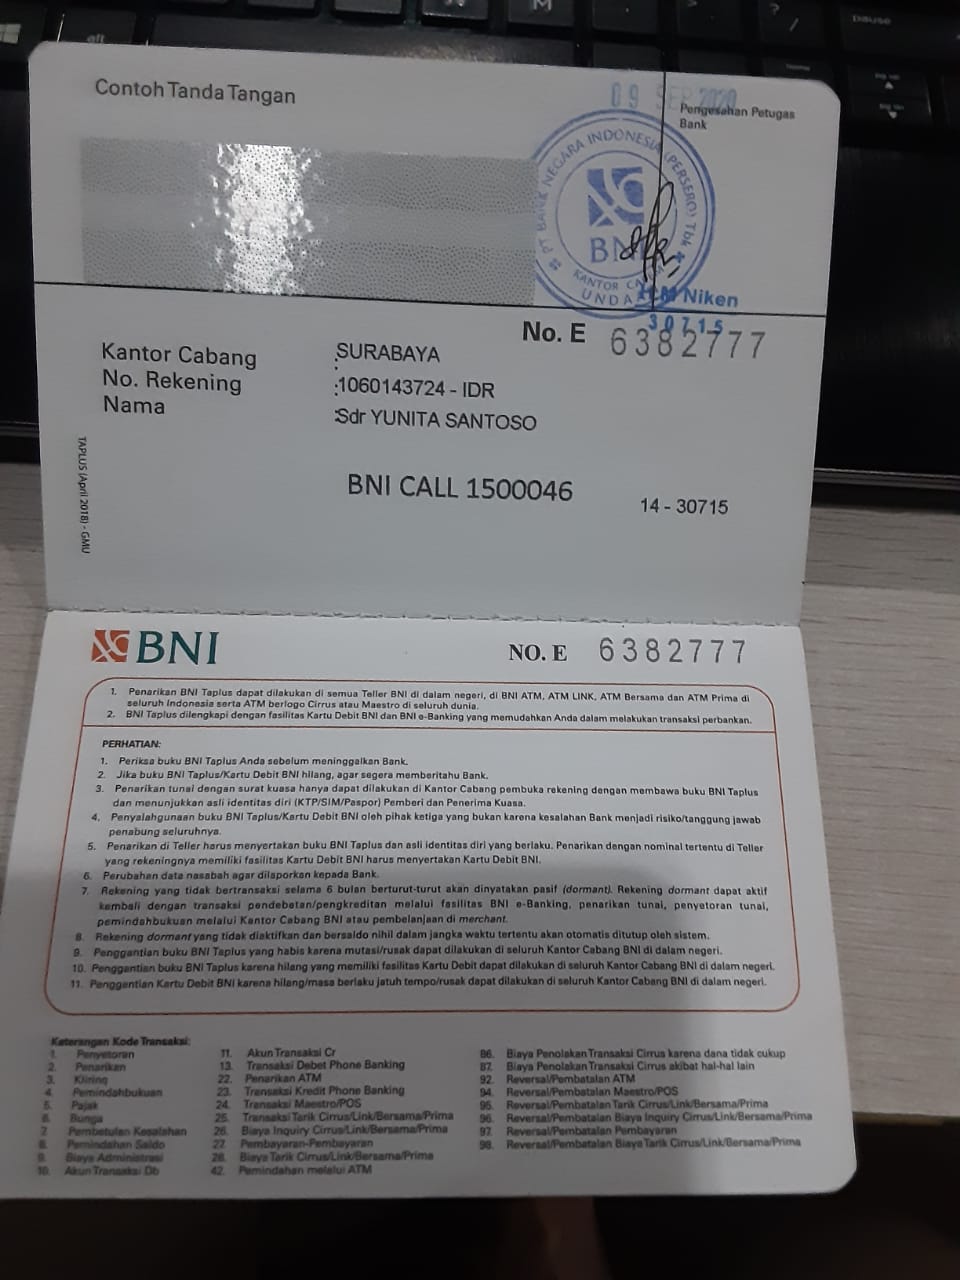 Contoh Tanda Tangan
09 SEP 2020
Pengesahan Petugas
Bank
PT BANK NEGARA INDONESIA (PERSERO) Tbk
BNI
KANTOR
UNDA
Niken
30715
No. E 6382777
Kantor Cabang :SURABAYA
No. Rekening :1060143724 - IDR
Nama :Sdr YUNITA SANTOSO
BNI CALL 1500046
14 - 30715
TAPLUS (April 2018) - GMU
BNI NO. E 6382777
1. Penarikan BNI Taplus dapat dilakukan di semua Teller BNI di dalam negeri, di BNI ATM, ATM LINK, ATM Bersama dan ATM Prima di
seluruh Indonesia serta ATM berlogo Cirrus atau Maestro di seluruh dunia.
2. BNI Taplus dilengkapi dengan fasilitas Kartu Debit BNI dan BNI e-Banking yang memudahkan Anda dalam melakukan transaksi perbankan.
PERHATIAN:
1. Periksa buku BNI Taplus Anda sebelum meninggalkan Bank.
2. Jika buku BNI Taplus/Kartu Debit BNI hilang, agar segera memberitahu Bank.
3. Penarikan tunai dengan surat kuasa hanya dapat dilakukan di Kantor Cabang pembuka rekening dengan membawa buku BNI Taplus
dan menunjukkan asli identitas diri (KTP/SIM/Paspor) Pemberi dan Penerima Kuasa.
4. Penyalahgunaan buku BNI Taplus/Kartu Debit BNI oleh pihak ketiga yang bukan karena kesalahan Bank menjadi risiko/tanggung jawab
penabung seluruhnya.
5. Penarikan di Teller harus menyertakan buku BNI Taplus dan asli identitas diri yang berlaku. Penarikan dengan nominal tertentu di Teller
yang rekeningnya memiliki fasilitas Kartu Debit BNI harus menyertakan Kartu Debit BNI.
6. Perubahan data nasabah agar dilaporkan kepada Bank.
7. Rekening yang tidak bertransaksi selama 6 bulan berturut-turut akan dinyatakan pasif (dormant). Rekening dormant dapat aktif
kembali dengan transaksi pendebetan/pengkreditan melalui fasilitas BNI e-Banking, penarikan tunai, penyetoran tunai,
pemindahbukuan melalui Kantor Cabang BNI atau pembelanjaan di merchant.
8. Rekening dormant yang tidak diaktifkan dan bersaldo nihil dalam jangka waktu tertentu akan otomatis ditutup oleh sistem.
9. Penggantian buku BNI Taplus yang habis karena mutasi/rusak dapat dilakukan di seluruh Kantor Cabang BNI di dalam negeri.
10. Penggantian buku BNI Taplus karena hilang yang memiliki fasilitas Kartu Debit dapat dilakukan di seluruh Kantor Cabang BNI di dalam negeri.
11. Penggantian Kartu Debit BNI karena hilang/masa berlaku jatuh tempo/rusak dapat dilakukan di seluruh Kantor Cabang BNI di dalam negeri.
Keterangan Kode Transaksi:
1. Penyetoran
2. Penarikan
3. Kliring
4. Pemindahbukuan
5. Pajak
6. Bunga
7. Pembetulan Kesalahan
8. Pemindahan Saldo
9. Biaya Administrasi
10. Akun Transaksi Db
11. Akun Transaksi Cr
13. Transaksi Debet Phone Banking
22. Penarikan ATM
23. Transaksi Kredit Phone Banking
24. Transaksi Maestro/POS
25. Transaksi Tarik Cirrus/Link/Bersama/Prima
26. Biaya Inquiry Cirrus/Link/Bersama/Prima
27. Pembayaran-Pembayaran
28. Biaya Tarik Cirrus/Link/Bersama/Prima
42. Pemindahan melalui ATM
86. Biaya Penolakan Transaksi Cirrus karena dana tidak cukup
87. Biaya Penolakan Transaksi Cirrus akibat hal-hal lain
92. Reversal/Pembatalan ATM
94. Reversal/Pembatalan Maestro/POS
95. Reversal/Pembatalan Tarik Cirrus/Link/Bersama/Prima
96. Reversal/Pembatalan Biaya Inquiry Cirrus/Link/Bersama/Prima
97. Reversal/Pembatalan Pembayaran
98. Reversal/Pembatalan Biaya Tarik Cirrus/Link/Bersama/Prima